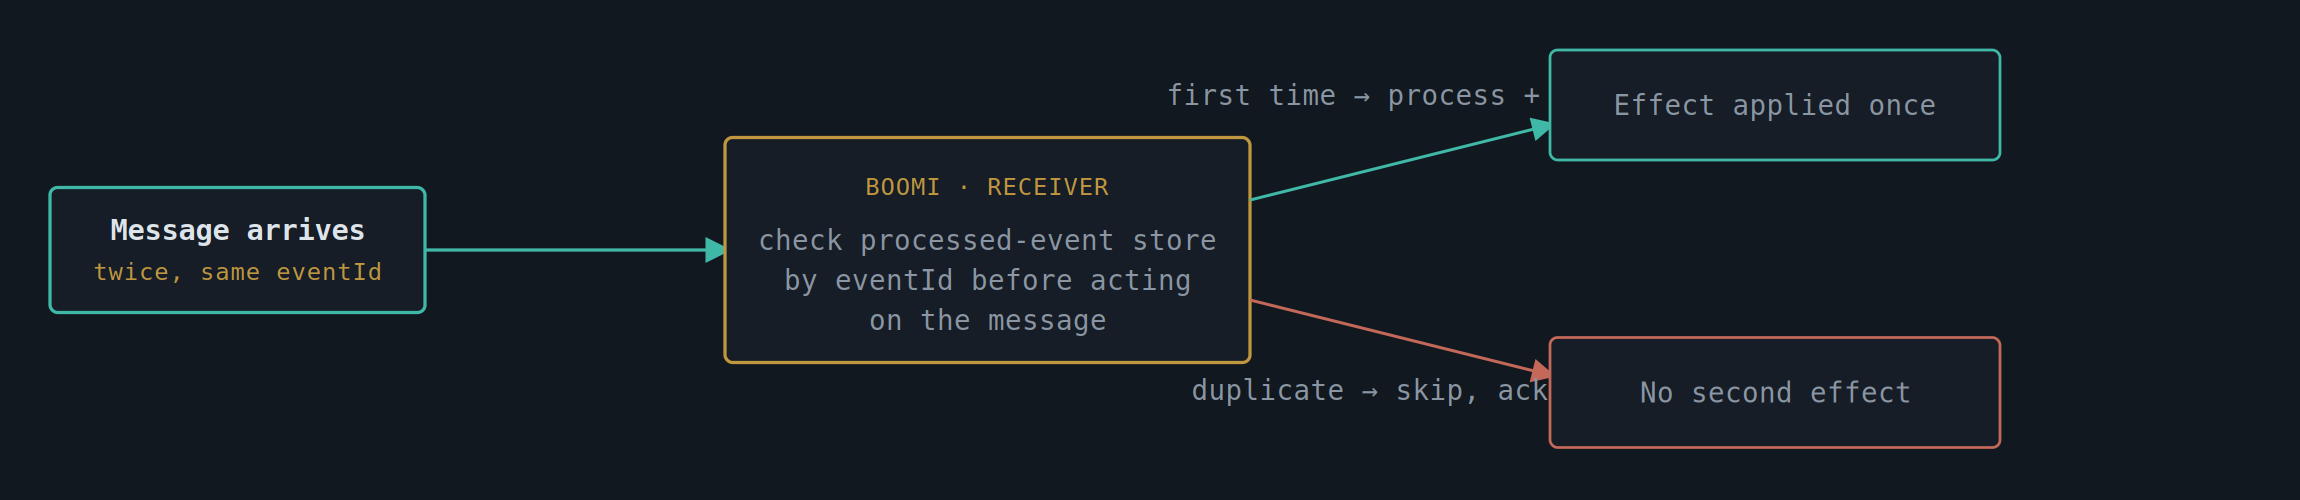 Message arrives
twice, same eventId
BOOMI · RECEIVER
check processed-event store
by eventId before acting
on the message
first time → process +
Effect applied once
duplicate → skip, ack
No second effect